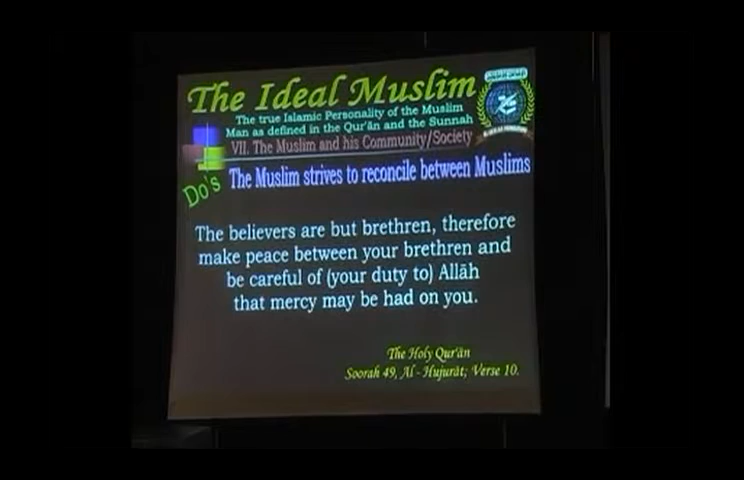 The Ideal Muslim
The true Islamic Personality of the Muslim
Man as defined in the Qur'ān and the Sunnah
VII. The Muslim and his Community/Society
Do's
The Muslim strives to reconcile between Muslims
The believers are but brethren, therefore
make peace between your brethren and
be careful of (your duty to) Allāh
that mercy may be had on you.
The Holy Qur'ān
Soorah 49, Al-Hujurāt; Verse 10.